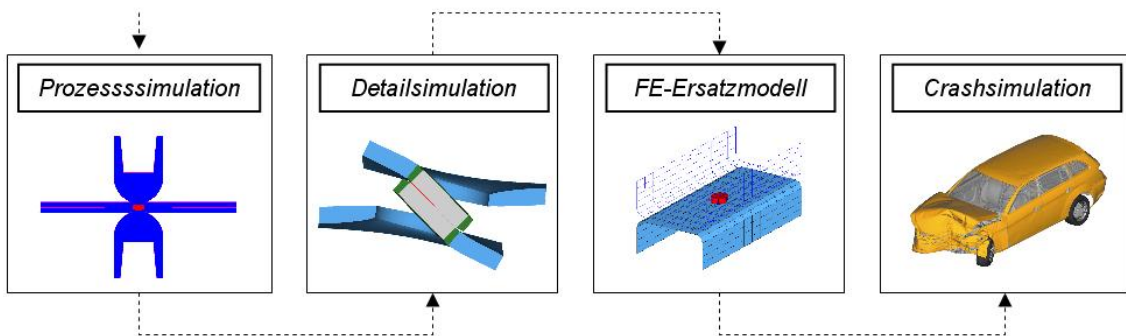 Prozessssimulation
Detailsimulation
FE-Ersatzmodell
Crashsimulation